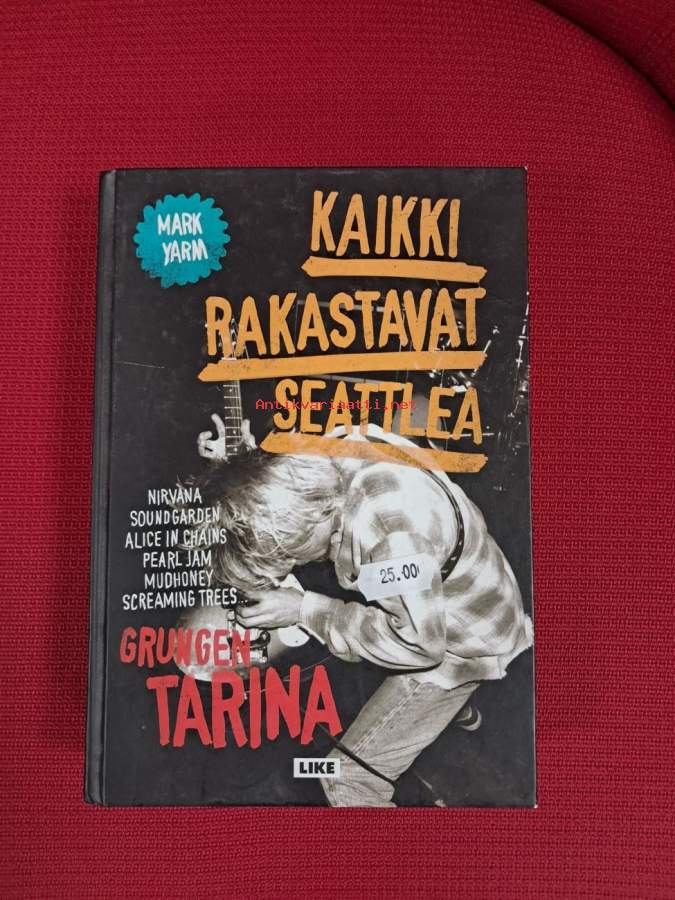 MARK
YARM
KAIKKI
RAKASTAVAT
SEATTLEA
Antikvariaatti.net
NIRVANA
SOUNDGARDEN
ALICE IN CHAINS
PEARL JAM
MUDHONEY
SCREAMING TREES...
25.00
GRUNGEN
TARINA
LIKE